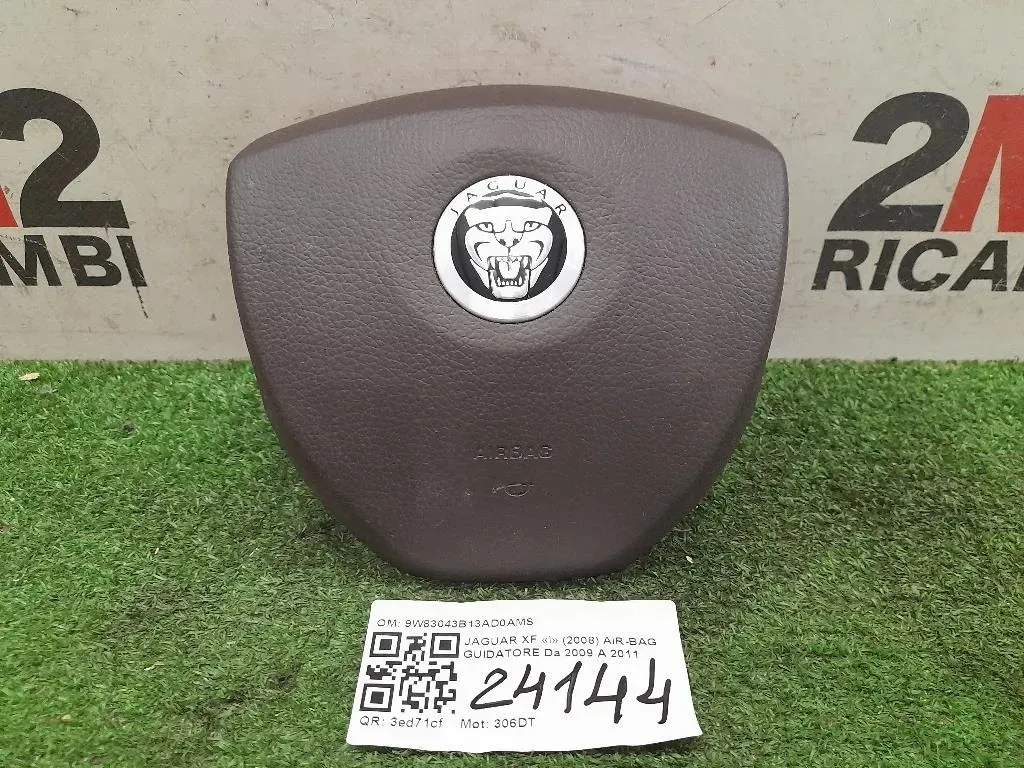 2
MBI
2M
RICA
JAGUAR
AIRBAG
OM: 9W83043B13AD0AMS
JAGUAR XF «i» (2008) AiR-BAG
GUIDATORE Da 2009 A 2011
24144
QR: 3ed71cf Mot: 306DT